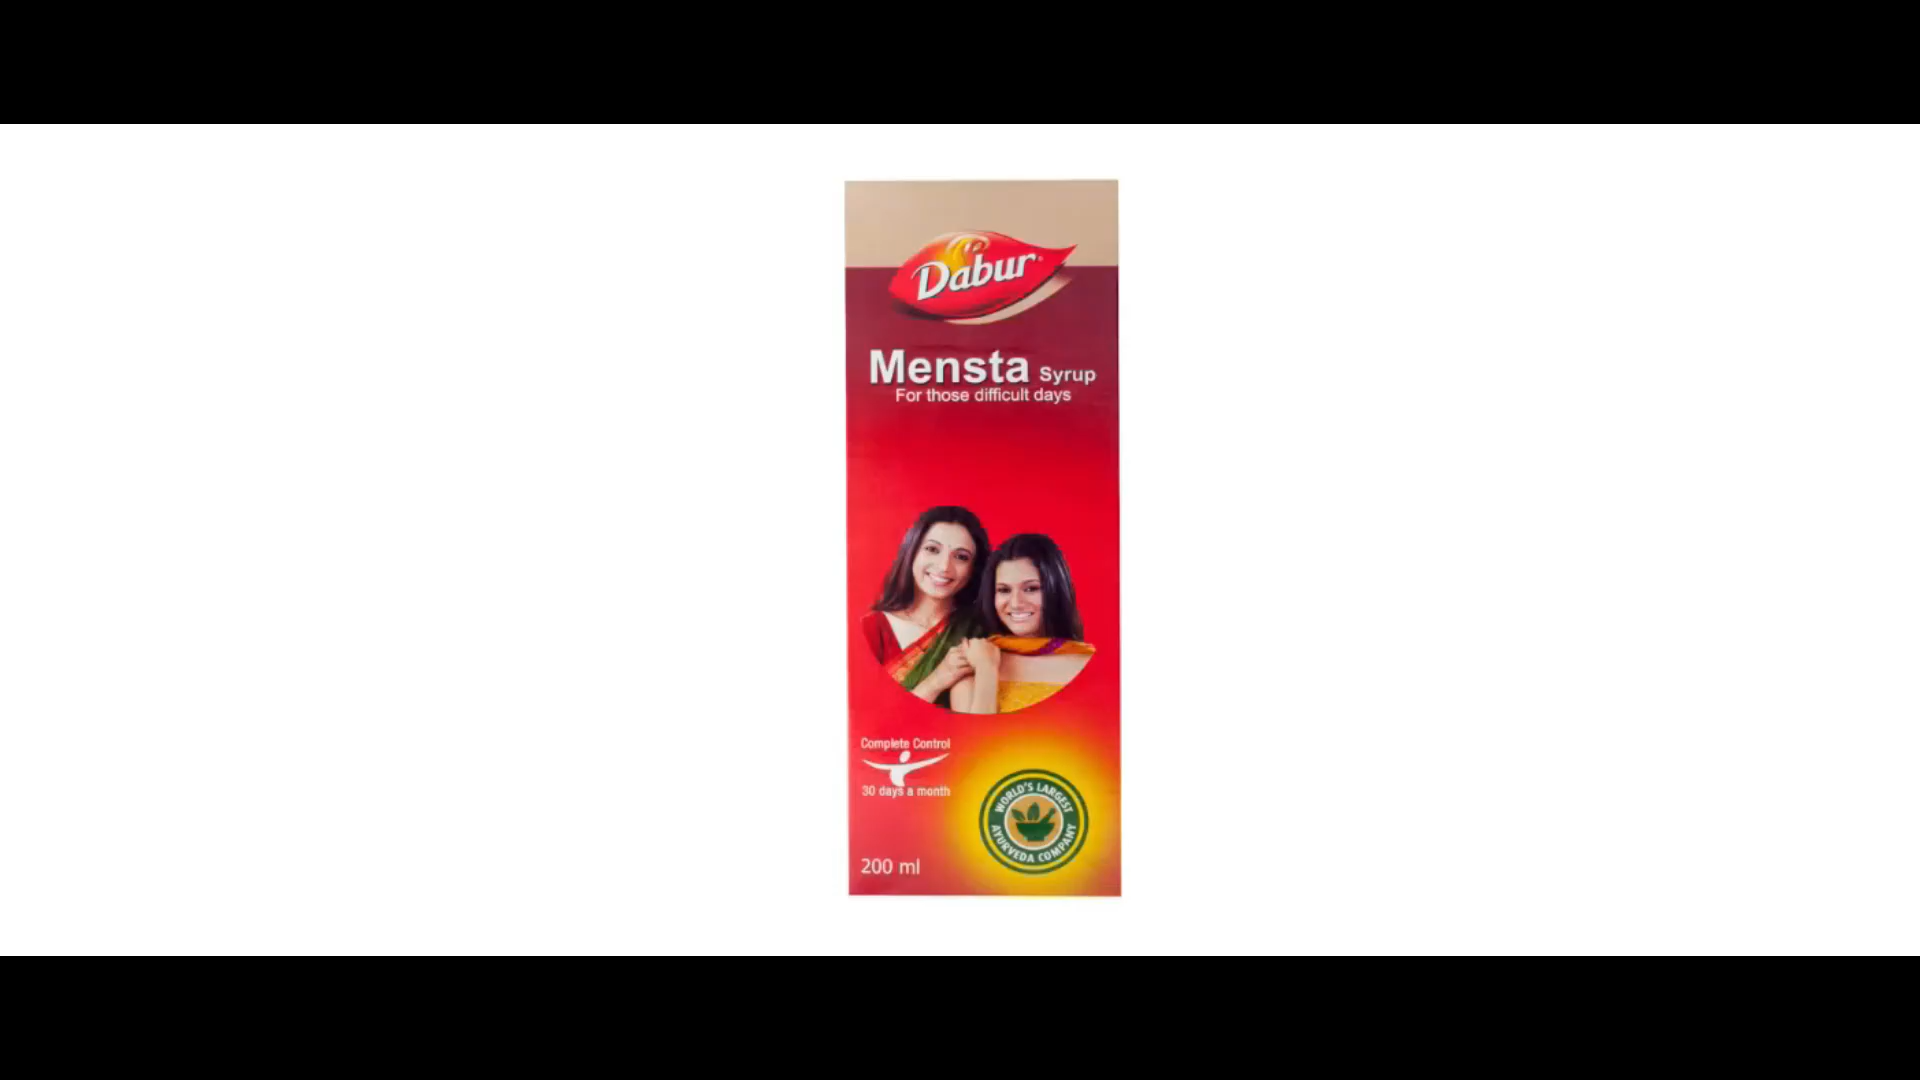 Dabur
Mensta Syrup
For those difficult days
Complete Control
30 days a month
WORLD'S LARGEST
AYURVEDA COMPANY
200 ml